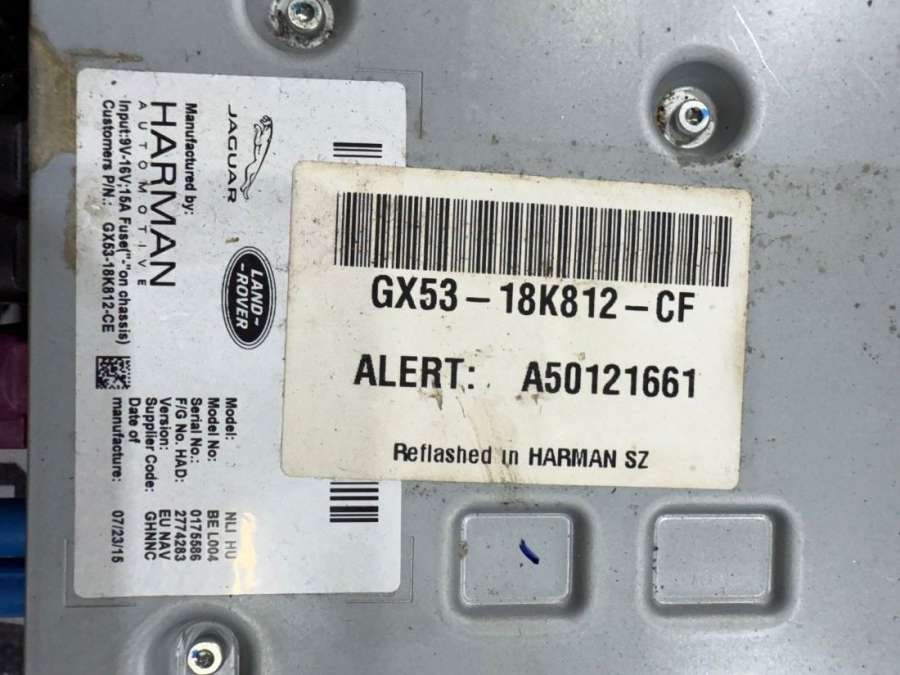 JAGUAR
LAND-
-ROVER
Manufactured by:
HARMAN
AUTOMOTIVE
Input:9V-16V;15A Fuse("-"on chassis)
Customers P/N.: GX53-18K812-CE
Model: NLI HU
Model No: BE L004
Serial No.: 0175586
F/G No. HAD: 2774283
Version: EU NAV
Supplier Code: GHNNC
Date of
manufacture: 07/23/15
GX53-18K812-CF
ALERT: A50121661
Reflashed in HARMAN SZ